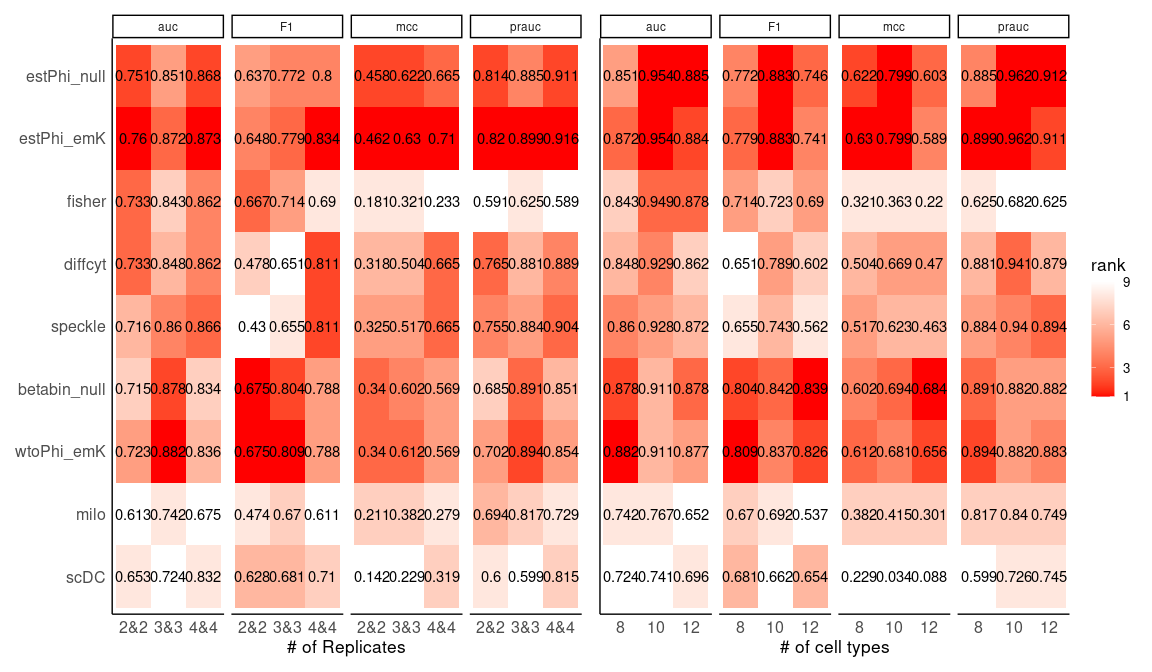 auc F1 mcc prauc auc F1 mcc prauc
estPhi_null 0.751 0.851 0.868 0.637 0.772 0.8 0.458 0.622 0.665 0.814 0.885 0.911 0.851 0.954 0.885 0.772 0.883 0.746 0.622 0.799 0.603 0.885 0.962 0.912
estPhi_emK 0.76 0.872 0.873 0.648 0.779 0.834 0.462 0.63 0.71 0.82 0.899 0.916 0.872 0.954 0.884 0.779 0.883 0.741 0.63 0.799 0.589 0.899 0.962 0.911
fisher 0.733 0.843 0.862 0.667 0.714 0.69 0.181 0.321 0.233 0.591 0.625 0.589 0.843 0.949 0.878 0.714 0.723 0.69 0.321 0.363 0.22 0.625 0.682 0.625
diffcyt 0.733 0.848 0.862 0.478 0.651 0.811 0.318 0.504 0.665 0.765 0.881 0.889 0.848 0.929 0.862 0.651 0.789 0.602 0.504 0.669 0.47 0.881 0.941 0.879
rank
9
speckle 0.716 0.86 0.866 0.43 0.655 0.811 0.325 0.517 0.665 0.755 0.884 0.904 0.86 0.928 0.872 0.655 0.743 0.562 0.517 0.623 0.463 0.884 0.94 0.894
6
betabin_null 0.715 0.878 0.834 0.675 0.804 0.788 0.34 0.602 0.569 0.685 0.891 0.851 0.878 0.911 0.878 0.804 0.842 0.839 0.602 0.694 0.684 0.891 0.882 0.882
3
1
wtoPhi_emK 0.723 0.882 0.836 0.675 0.809 0.788 0.34 0.612 0.569 0.702 0.894 0.854 0.882 0.911 0.877 0.809 0.837 0.826 0.612 0.681 0.656 0.894 0.882 0.883
milo 0.613 0.742 0.675 0.474 0.67 0.611 0.211 0.382 0.279 0.694 0.817 0.729 0.742 0.767 0.652 0.67 0.692 0.537 0.382 0.415 0.301 0.817 0.84 0.749
scDC 0.653 0.724 0.832 0.628 0.681 0.71 0.142 0.229 0.319 0.6 0.599 0.815 0.724 0.741 0.696 0.681 0.662 0.654 0.229 0.034 0.088 0.599 0.726 0.745
2&2 3&3 4&4 2&2 3&3 4&4 2&2 3&3 4&4 2&2 3&3 4&4 8 10 12 8 10 12 8 10 12 8 10 12
# of Replicates # of cell types